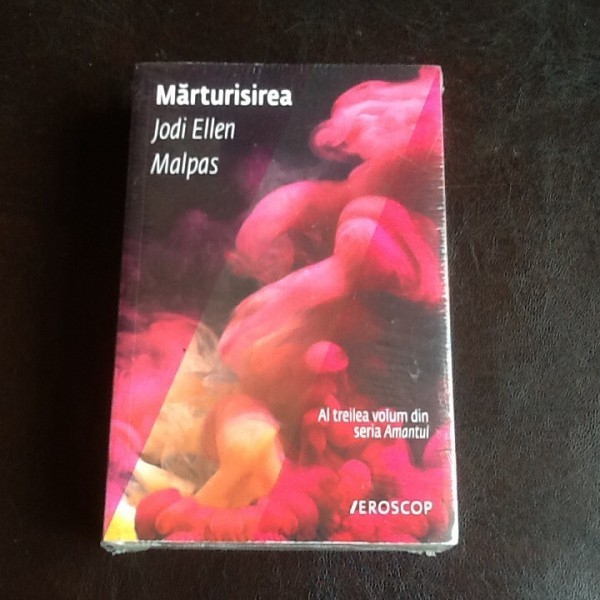 Mărturisirea
Jodi Ellen
Malpas
Al treilea volum din
seria Amantul
/EROSCOP